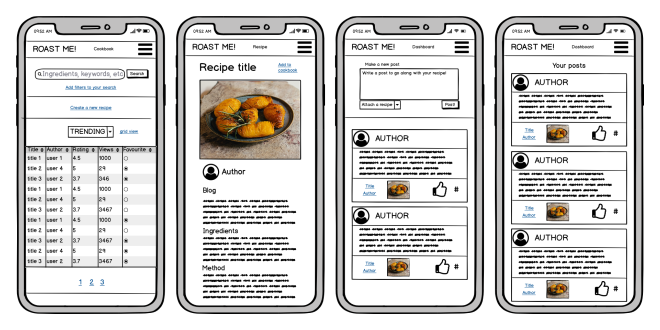 09:52 AM
ROAST ME!
Cookbook
Ingredients, keywords, etc
Search
Add filters to your search
Create a new recipe
TRENDING
grid view
Title Author Rating Views Favourite
title 1 user 1 4.5 1000
title 2 user 4 5 29
title 3 user 2 3.7 346
title 1 user 1 4.5 1000
title 2 user 4 5 29
title 3 user 2 3.7 3467
title 1 user 1 4.5 1000
title 2 user 4 5 29
title 3 user 2 3.7 3467
title 2 user 4 5 29
title 3 user 2 3.7 3467
1 2 3
09:52 AM
ROAST ME!
Recipe
Recipe title
Add to
cookbook
Author
Blog
Ingredients
Method
09:52 AM
ROAST ME!
Dashboard
Make a new post
Write a post to go along with your recipe!
Attach a recipe
Post!
AUTHOR
Title
Author
#
AUTHOR
Title
Author
#
09:52 AM
ROAST ME!
Dashboard
Your posts
AUTHOR
Title
Author
#
AUTHOR
Title
Author
#
AUTHOR
Title
Author
#